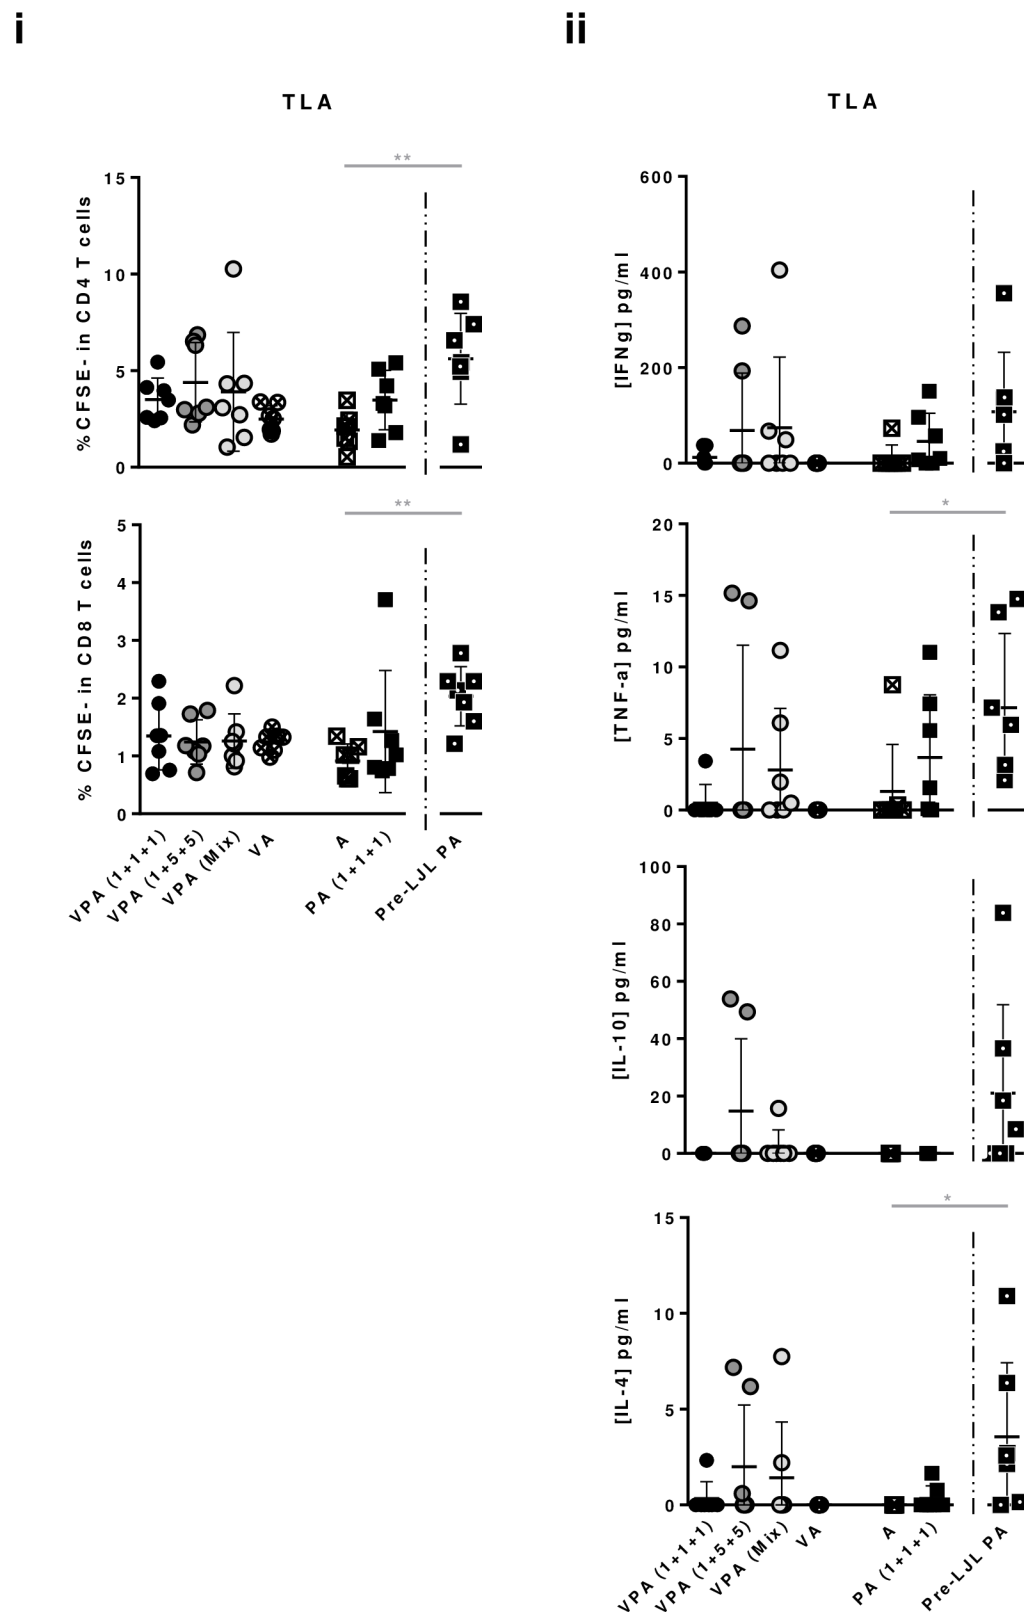 i
ii
TLA
TLA
**
%CFSE- in CD4 T cells
15
10
5
0
**
% CFSE- in CD8 T cells
5
4
3
2
1
0
VPA (1+1+1)
VPA (1+5+5)
VPA (Mix)
VA
A
PA (1+1+1)
Pre-LJL PA
[IFNg] pg/ml
600
400
200
0
*
[TNF-a] pg/ml
20
15
10
5
0
[IL-10] pg/ml
100
80
60
40
20
0
*
[IL-4] pg/ml
15
10
5
0
VPA (1+1+1)
VPA (1+5+5)
VPA (Mix)
VA
A
PA (1+1+1)
Pre-LJL PA